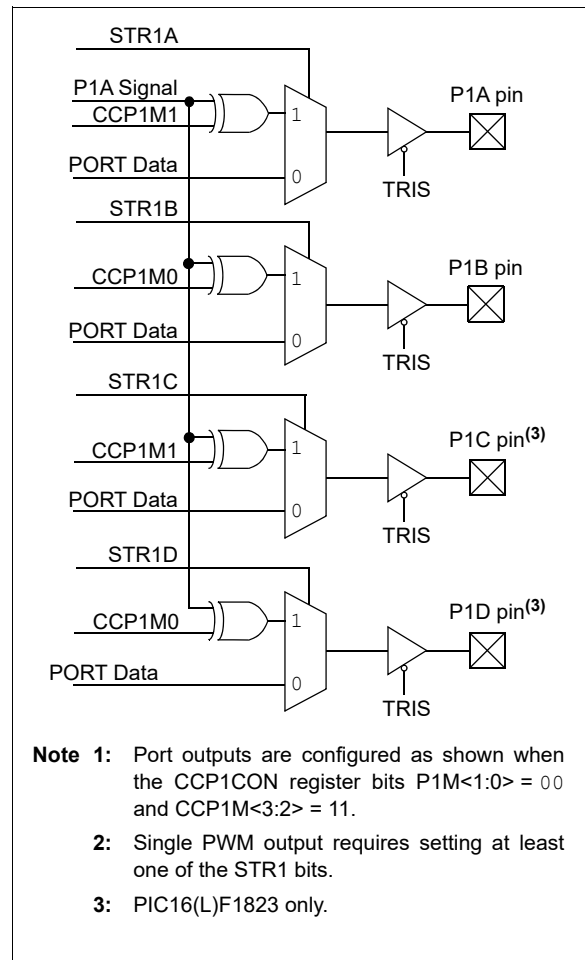 STR1A
P1A Signal
CCP1M1
1
P1A pin
PORT Data
0
TRIS
STR1B
CCP1M0
1
P1B pin
PORT Data
0
TRIS
STR1C
CCP1M1
1
P1C pin(3)
PORT Data
0
TRIS
STR1D
CCP1M0
1
P1D pin(3)
PORT Data
0
TRIS
Note 1: Port outputs are configured as shown when
the CCP1CON register bits P1M<1:0> = 00
and CCP1M<3:2> = 11.
2: Single PWM output requires setting at least
one of the STR1 bits.
3: PIC16(L)F1823 only.